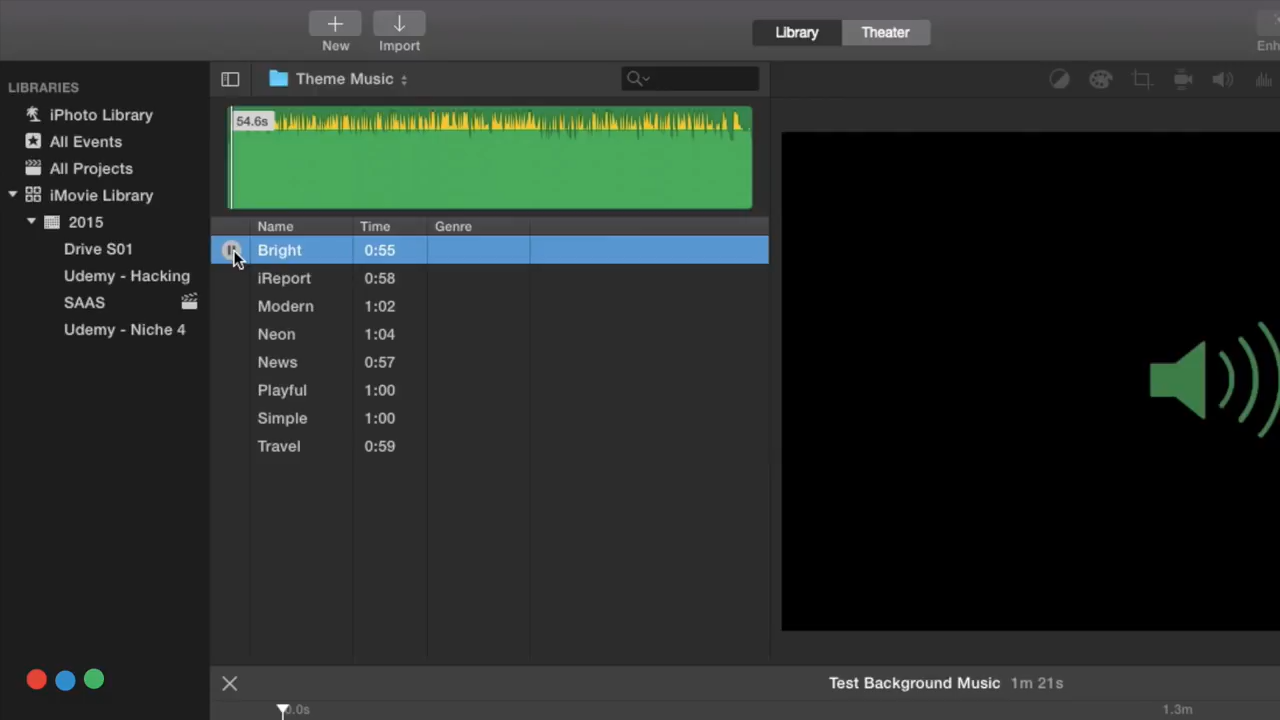 New
Import
Library
Theater
LIBRARIES
iPhoto Library
All Events
All Projects
iMovie Library
2015
Drive S01
Udemy - Hacking
SAAS
Udemy - Niche 4
Theme Music
54.6s
Name Time Genre
Bright 0:55
iReport 0:58
Modern 1:02
Neon 1:04
News 0:57
Playful 1:00
Simple 1:00
Travel 0:59
Test Background Music 1m 21s
1.3m